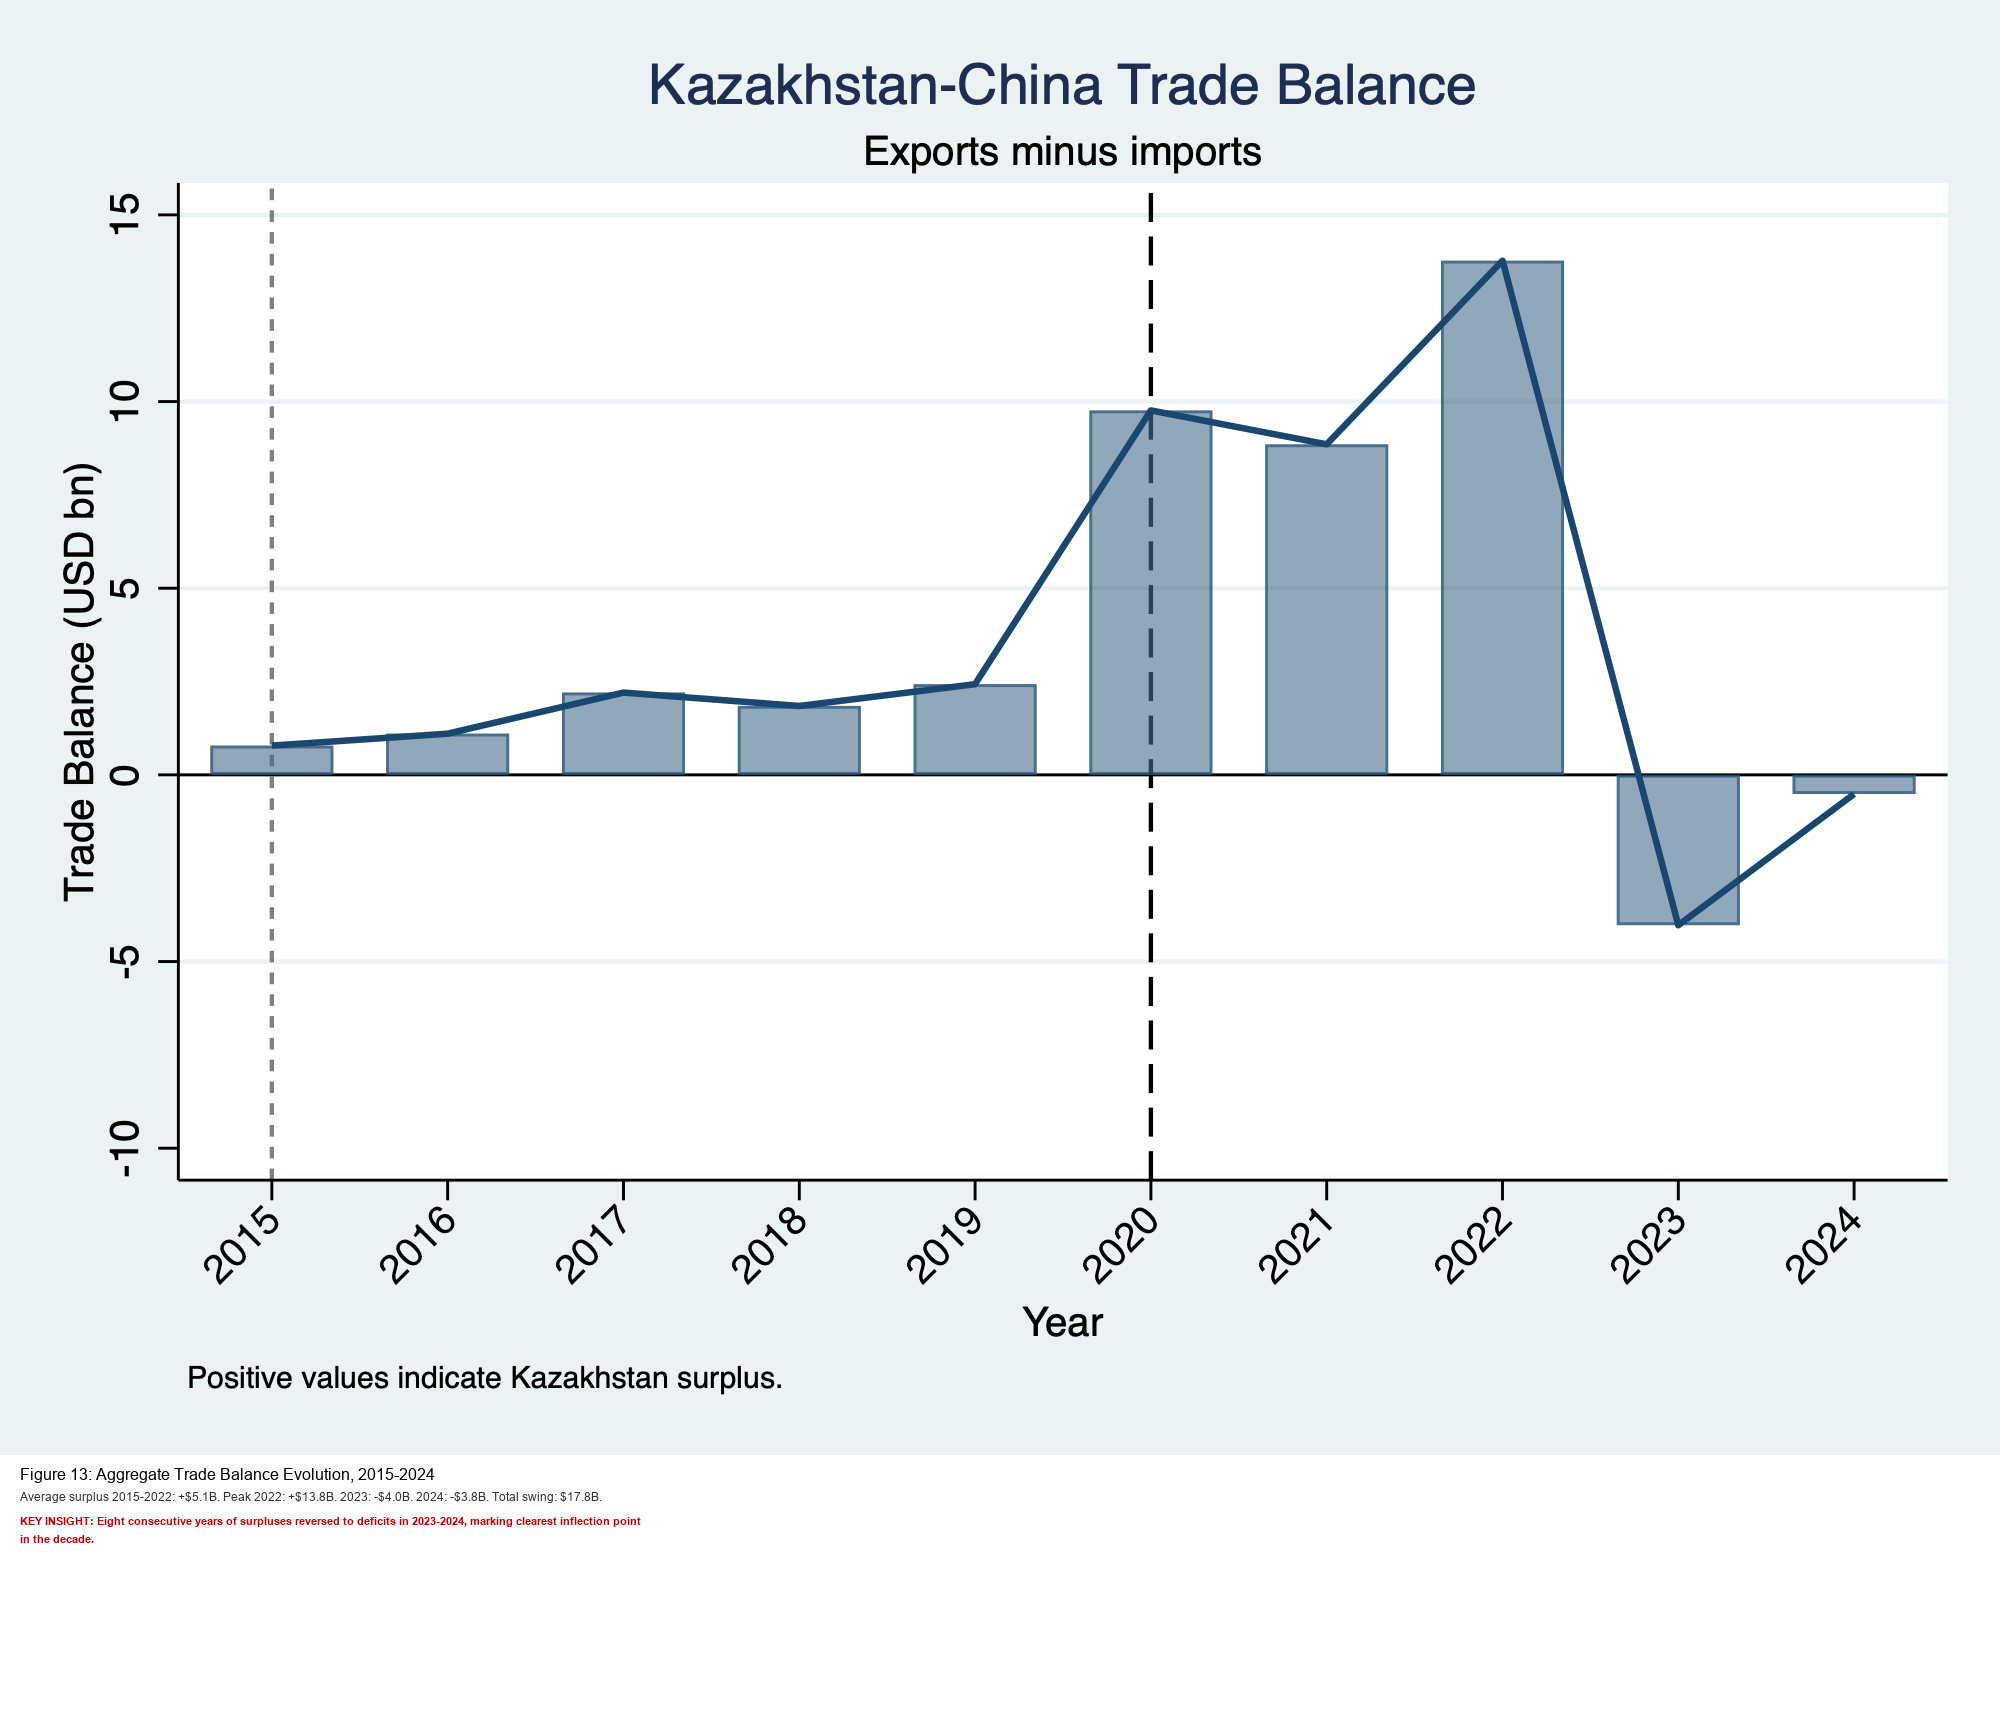 Kazakhstan-China Trade Balance
Exports minus imports
Trade Balance (USD bn)
15
10
5
0
-5
-10
2015
2016
2017
2018
2019
2020
2021
2022
2023
2024
Year
Positive values indicate Kazakhstan surplus.
Figure 13: Aggregate Trade Balance Evolution, 2015-2024
Average surplus 2015-2022: +$5.1B. Peak 2022: +$13.8B. 2023: -$4.0B. 2024: -$3.8B. Total swing: $17.8B.
KEY INSIGHT: Eight consecutive years of surpluses reversed to deficits in 2023-2024, marking clearest inflection point
in the decade.